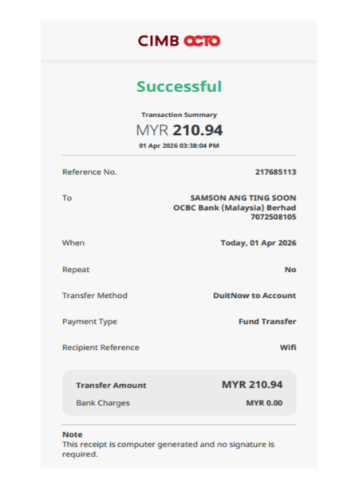 CIMB OCTO
Successful
Transaction Summary
MYR 210.94
01 Apr 2026 03:38:04 PM
Reference No. 217685113
To SAMSON ANG TING SOON
OCBC Bank (Malaysia) Berhad
7072508105
When Today, 01 Apr 2026
Repeat No
Transfer Method DuitNow to Account
Payment Type Fund Transfer
Recipient Reference Wifi
Transfer Amount MYR 210.94
Bank Charges MYR 0.00
Note
This receipt is computer generated and no signature is
required.